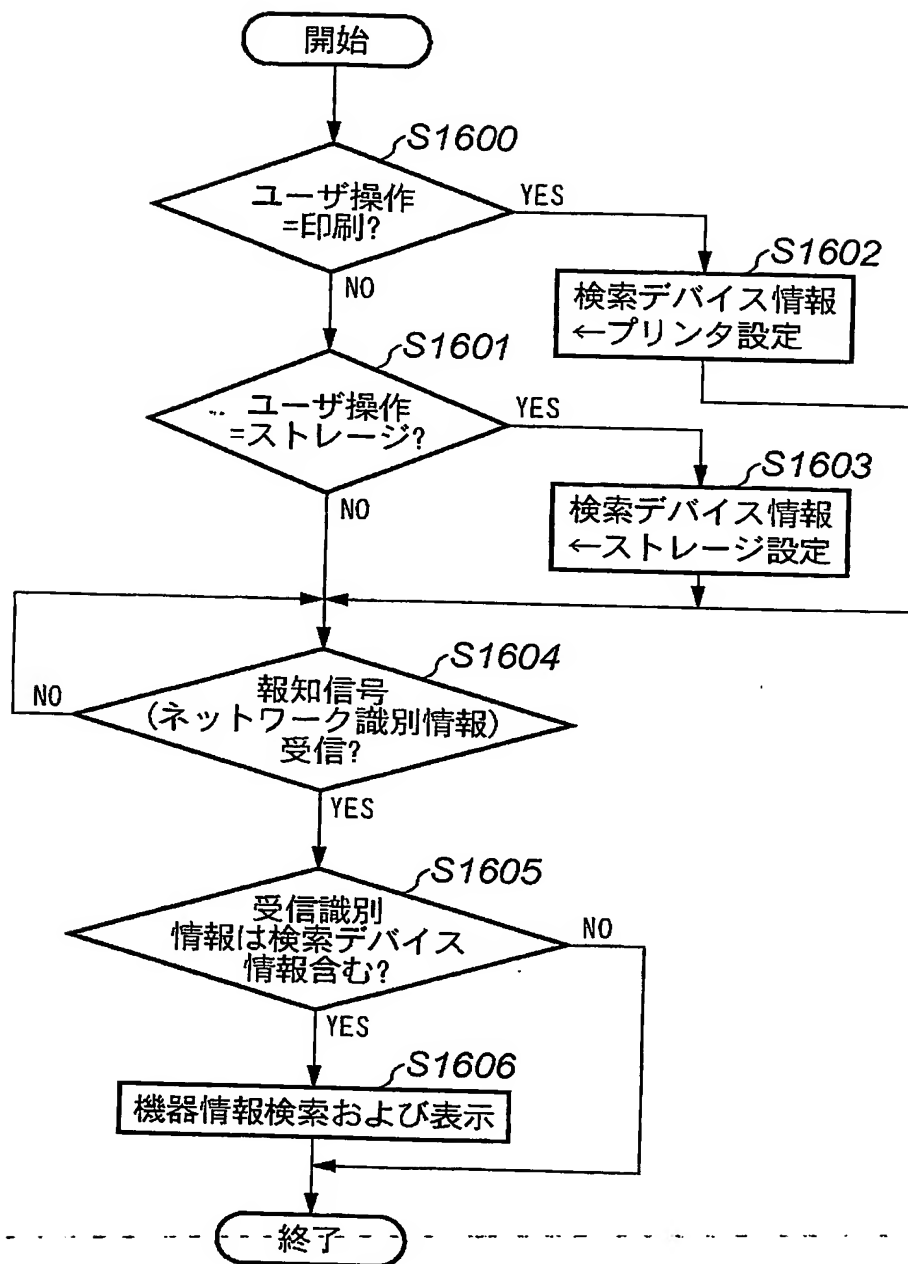 開始
S1600
ユーザ操作
=印刷?
YES
NO
S1602
検索デバイス情報
←プリンタ設定
S1601
ユーザ操作
=ストレージ?
YES
NO
S1603
検索デバイス情報
←ストレージ設定
S1604
報知信号
(ネットワーク識別情報)
受信?
NO
YES
S1605
受信識別
情報は検索デバイス
情報含む?
NO
YES
S1606
機器情報検索および表示
終了